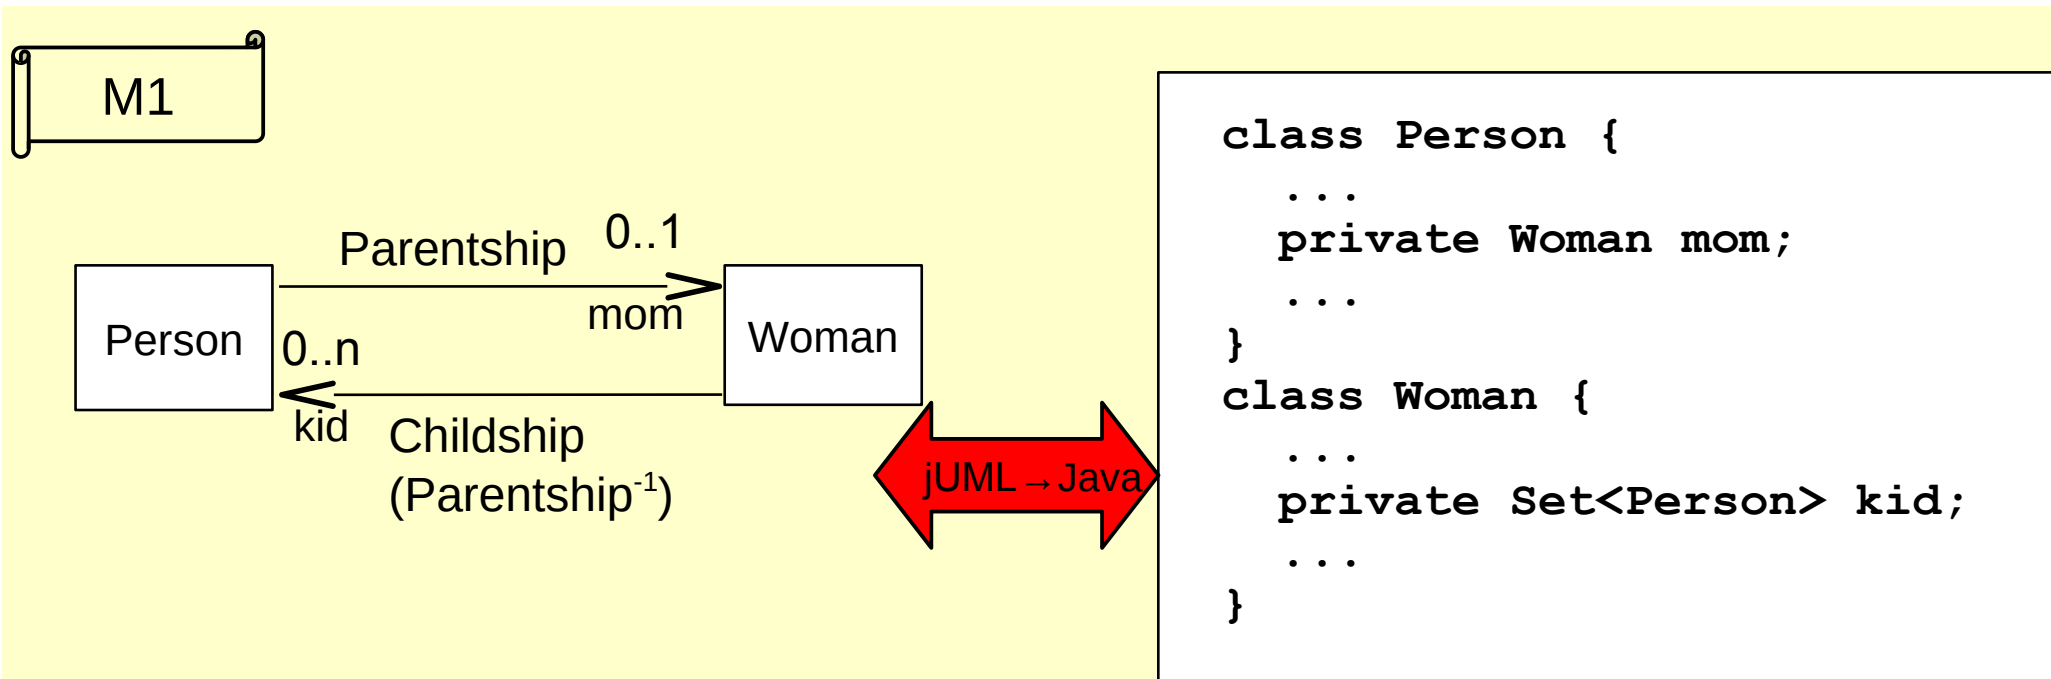 M1
Parentship 0..1
mom
Person
Woman
0..n
kid
Childship
(Parentship⁻¹)
jUML→Java
class Person {
...
private Woman mom;
...
}
class Woman {
...
private Set<Person> kid;
...
}